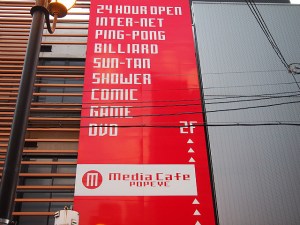 24 HOUR OPEN
INTER-NET
PING-PONG
BILLIARD
SUN-TAN
SHOWER
COMIC
GAME
DVD 2F
m Media Cafe
POPEYE